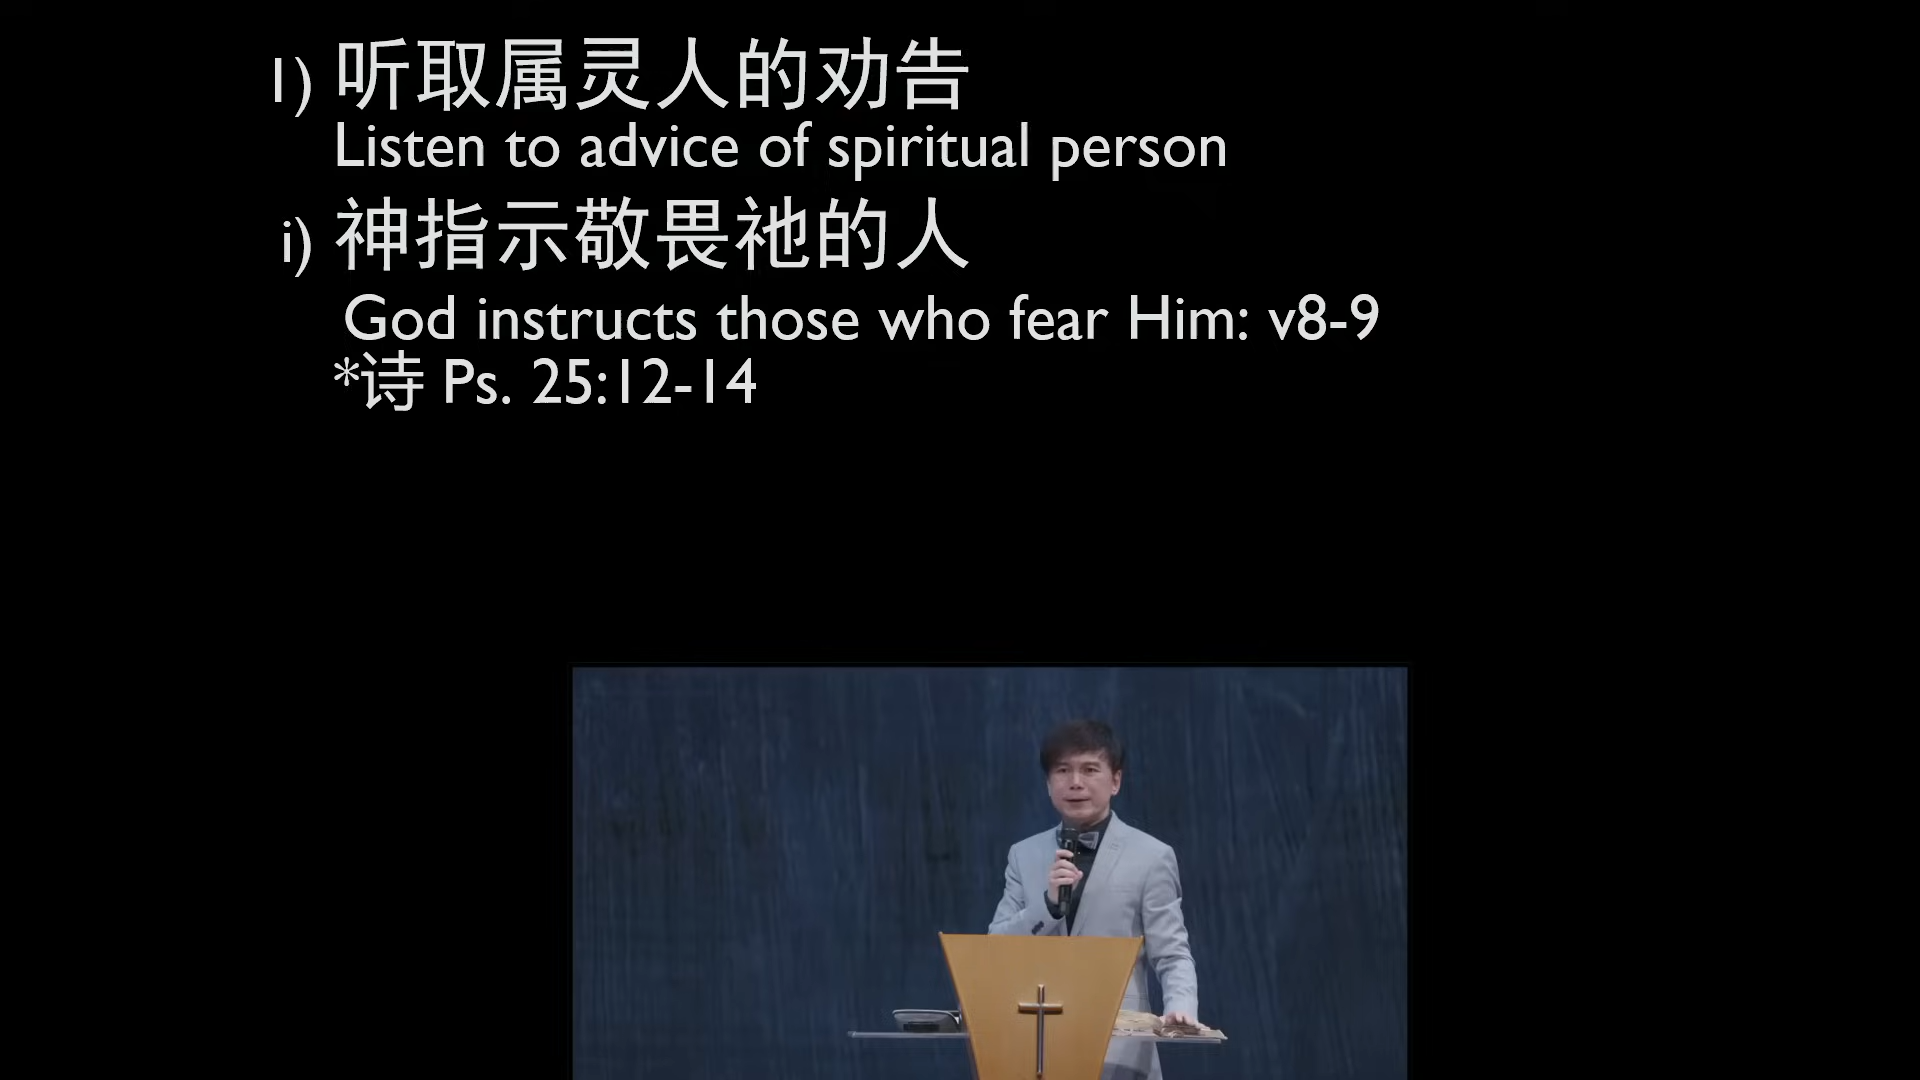 1) 听取属灵人的劝告
Listen to advice of spiritual person
i) 神指示敬畏祂的人
God instructs those who fear Him: v8-9
*诗 Ps. 25:12-14